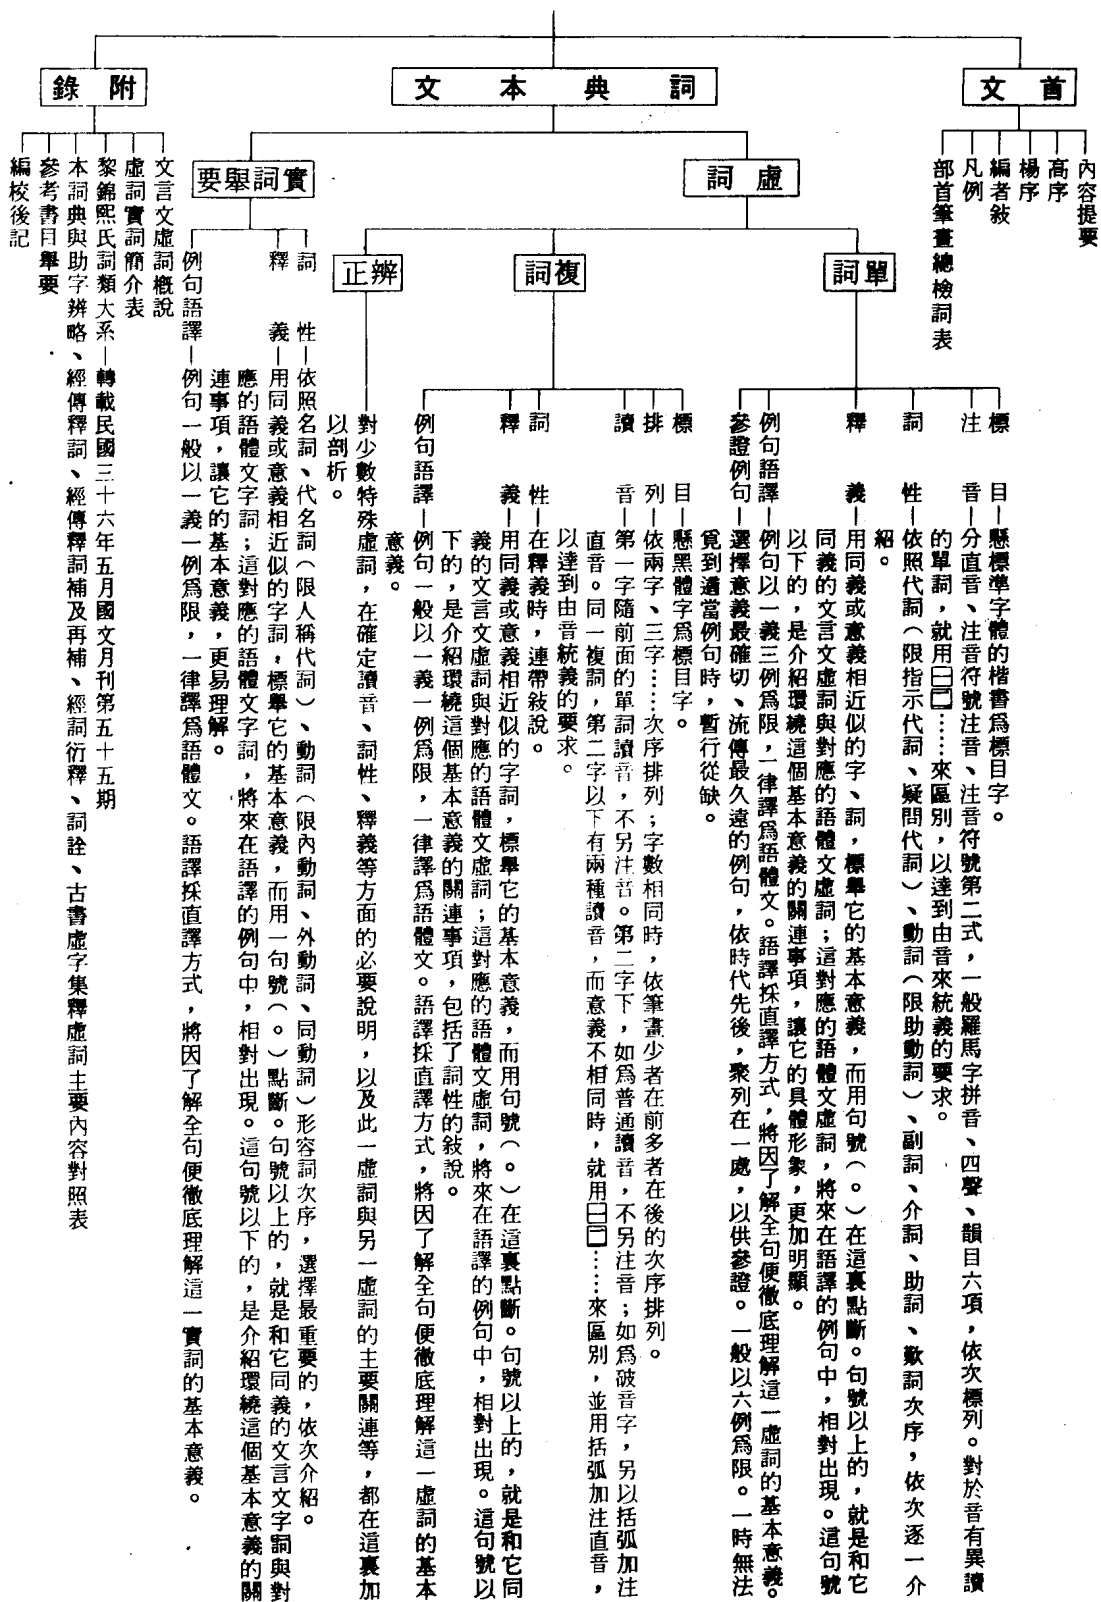 首文
內容提要
高序
楊序
編者敍
凡例
部首筆畫總檢詞表
詞典本文
虛詞
單詞
標　目—懸標準字體的楷書為標目字。
注　音—分直音、注音符號注音、注音符號第二式，一般羅馬字拼音、四聲、韻目六項，依次標列。對於音有異讀
的單詞，就用㊀㊁……來區別，以達到由音來統義的要求。
詞　性—依照代詞（限指示代詞、疑問代詞）、動詞（限助動詞）、副詞、介詞、助詞、歎詞次序，依次逐一介
紹。
釋　義—用同義或意義相近似的字、詞，標舉它的基本意義，而用句號（。）在這裏點斷。句號以上的，就是和它
同義的文言文虛詞與對應的語體文虛詞；這對應的語體文虛詞，將來在語譯的例句中，相對出現。這句號
以下的，是介紹環繞這個基本意義的關連事項，讓它的具體形象，更加明顯。
例句語譯—例句以一義三例為限，一律譯為語體文。語譯採直譯方式，將因了解全句便徹底理解這一虛詞的基本意義。
參證例句—選擇意義最確切、流傳最久遠的例句，依時代先後，聚列在一處，以供參證。一般以六例為限。一時無法
覓到適當例句時，暫行從缺。
複詞
標　目—懸黑體字為標目字。
排　列—依兩字、三字……次序排列；字數相同時，依筆畫少者在前多者在後的次序排列。
讀　音—第一字隨前面的單詞讀音，不另注音。第二字下，如為普通讀音，不另注音；如為破音字，另以括弧加注
直音。同一複詞，第二字以下有兩種讀音，而意義不相同時，就用㊀㊁……來區別，並用括弧加注直音，
以達到由音統義的要求。
詞　性—在釋義時，連帶敍說。
釋　義—用同義或意義相近似的字詞，標舉它的基本意義，而用句號（。）在這裏點斷。句號以上的，就是和它同
義的文言文虛詞與對應的語體文虛詞；這對應的語體文虛詞，將來在語譯的例句中，相對出現。這句號以
下的，是介紹環繞這個基本意義的關連事項，包括了詞性的敍說。
例句語譯—例句一般以一義一例為限，一律譯為語體文。語譯採直譯方式，將因了解全句便徹底理解這一虛詞的基本
意義。
辨正
對少數特殊虛詞，在確定讀音、詞性、釋義等方面的必要說明，以及此一虛詞與另一虛詞的主要關連等，都在這裏加
以剖析。
實詞舉要
詞　性—依照名詞、代名詞（限人稱代詞）、動詞（限內動詞、外動詞、同動詞）形容詞次序，選擇最重要的，依次介紹。
釋　義—用同義或意義相近似的字詞，標舉它的基本意義，而用一句號（。）點斷。句號以上的，就是和它同義的文言文字詞與對
應的語體文字詞；這對應的語體文字詞，將來在語譯的例句中，相對出現。這句號以下的，是介紹環繞這個基本意義的關
連事項，讓它的基本意義，更易理解。
例句語譯—例句一般以一義一例為限，一律譯為語體文。語譯採直譯方式，將因了解全句便徹底理解這一實詞的基本意義。
附錄
文言文虛詞概說
虛詞實詞簡介表
黎錦熙氏詞類大系—轉載民國三十六年五月國文月刊第五十五期
本詞典與助字辨略、經傳釋詞、經傳釋詞補及再補、經詞衍釋、詞詮、古書虛字集釋虛詞主要內容對照表
參考書目舉要
編校後記